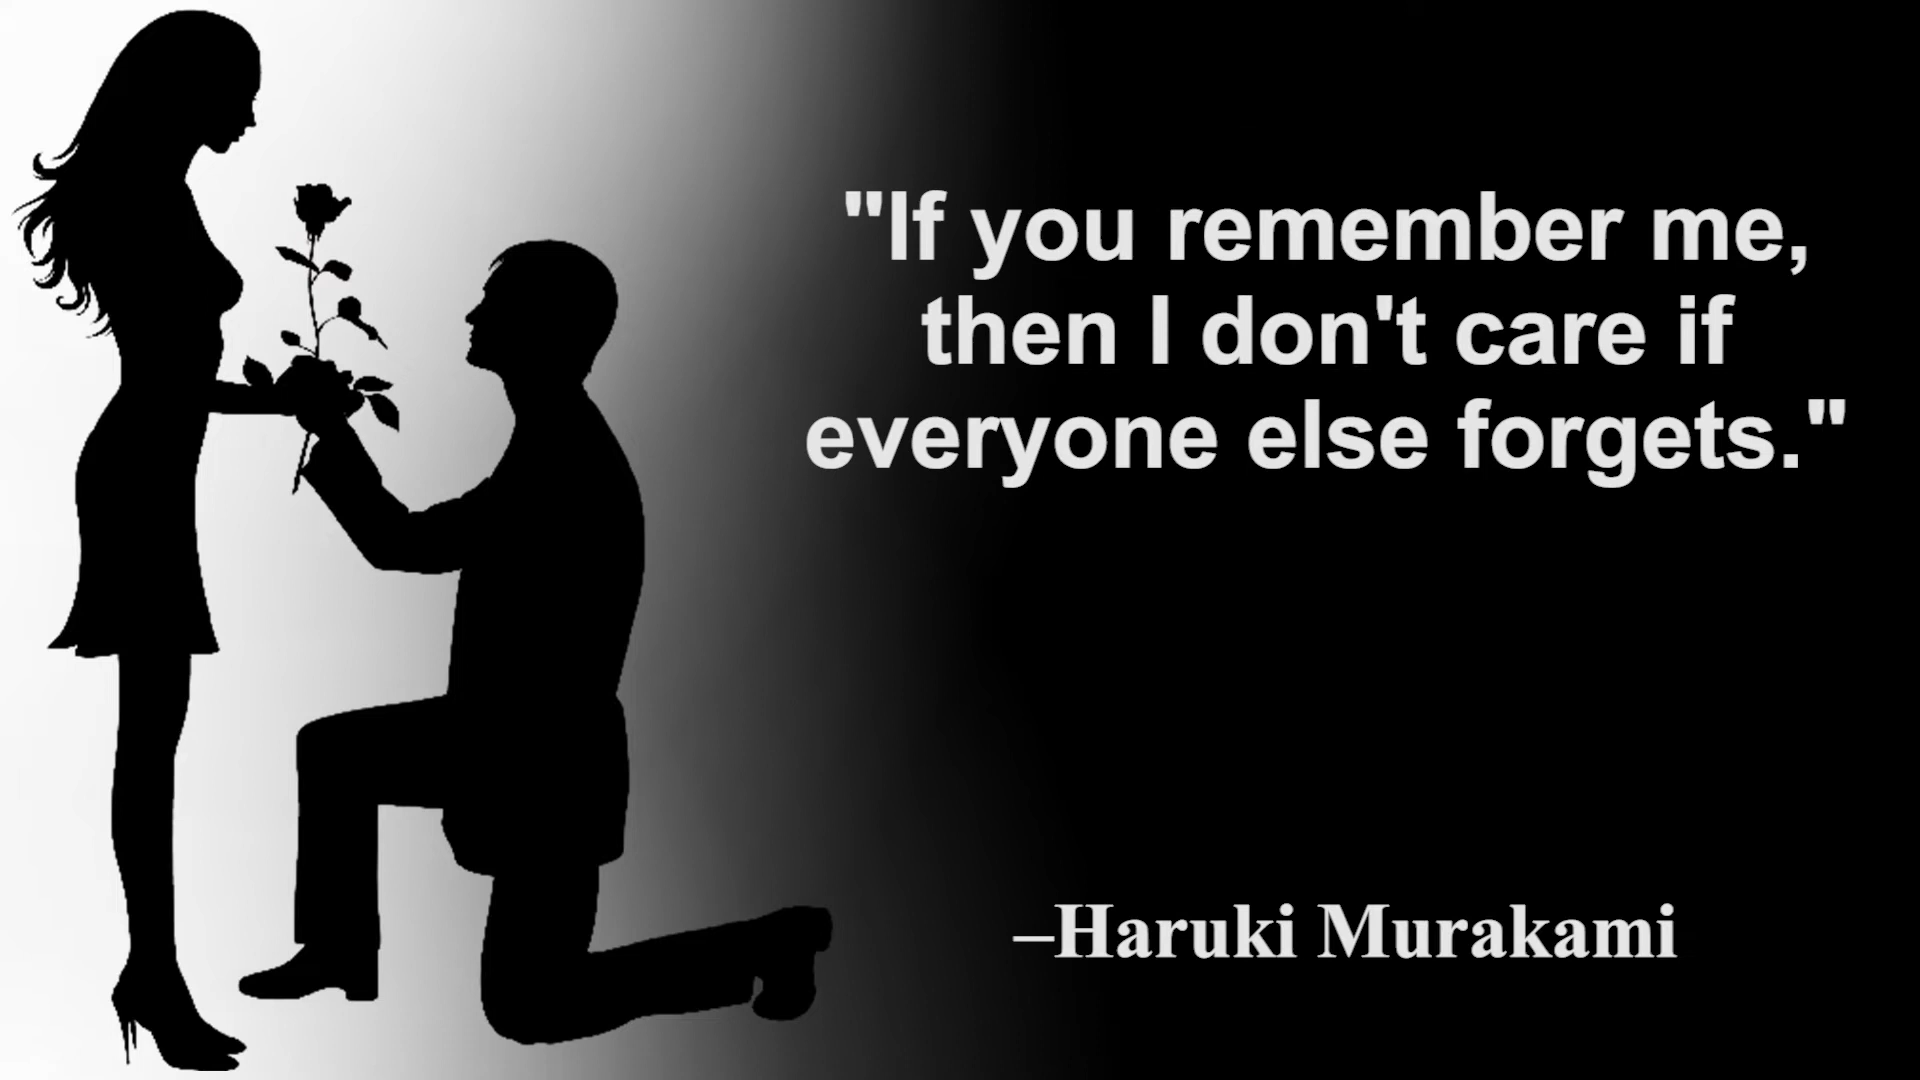 "If you remember me,
then I don't care if
everyone else forgets."
–Haruki Murakami